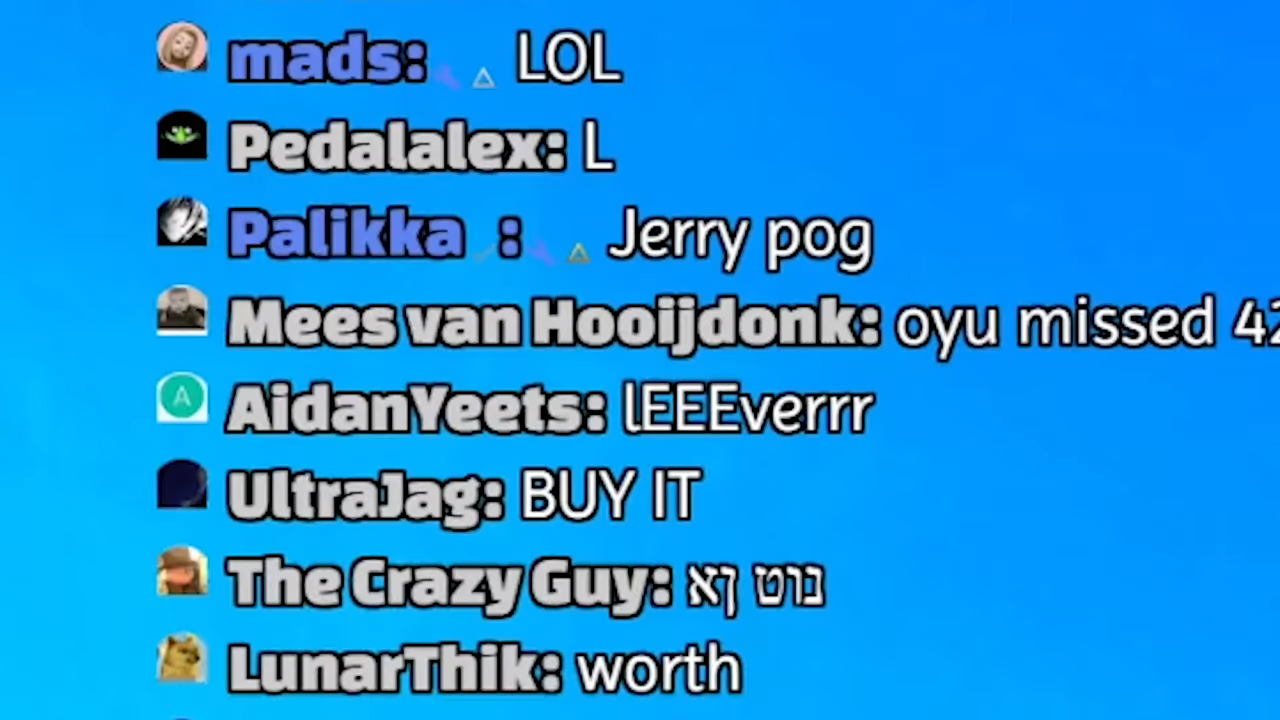 mads: LOL
Pedalalex: L
Palikka : Jerry pog
Mees van Hooijdonk: oyu missed
AidanYeets: lEEEverrr
UltraJag: BUY IT
The Crazy Guy: נוט ןא
LunarThik: worth